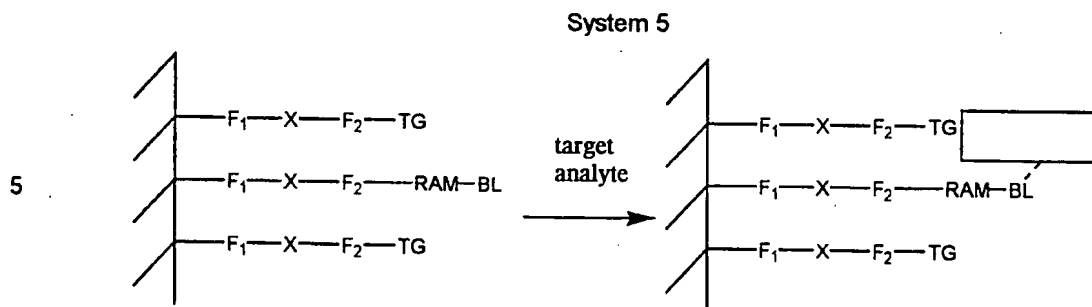 System 5
F₁—X—F₂—TG
5 F₁—X—F₂—RAM—BL
F₁—X—F₂—TG
target
analyte
F₁—X—F₂—TG
F₁—X—F₂—RAM—BL
F₁—X—F₂—TG